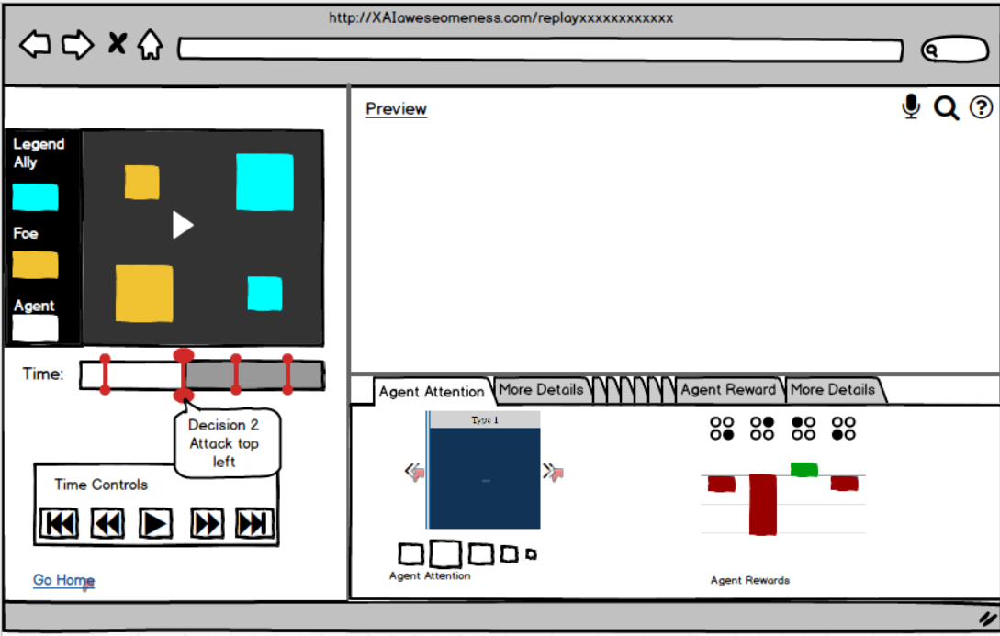 http://XAIaweseomeness.com/replayxxxxxxxxxxxx
Preview
Legend
Ally
Foe
Agent
Time:
Decision 2
Attack top
left
Time Controls
Go Home
Agent Attention
More Details
Agent Reward
More Details
Type 1
Agent Attention
Agent Rewards